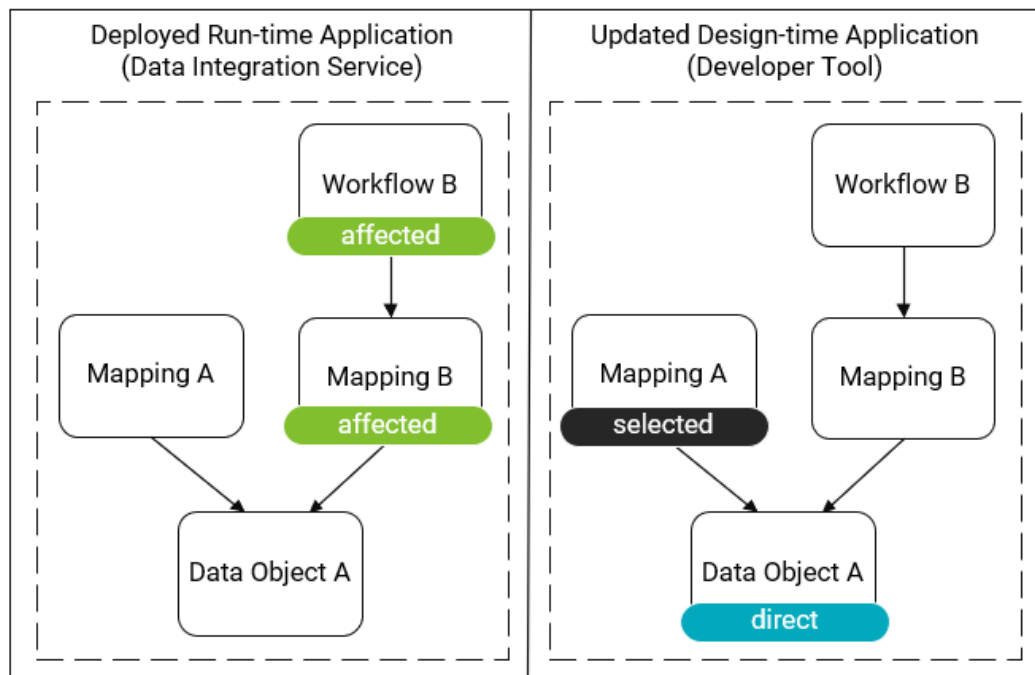 Deployed Run-time Application
(Data Integration Service)
Workflow B
affected
Mapping A
Mapping B
affected
Data Object A
Updated Design-time Application
(Developer Tool)
Workflow B
Mapping A
selected
Mapping B
Data Object A
direct